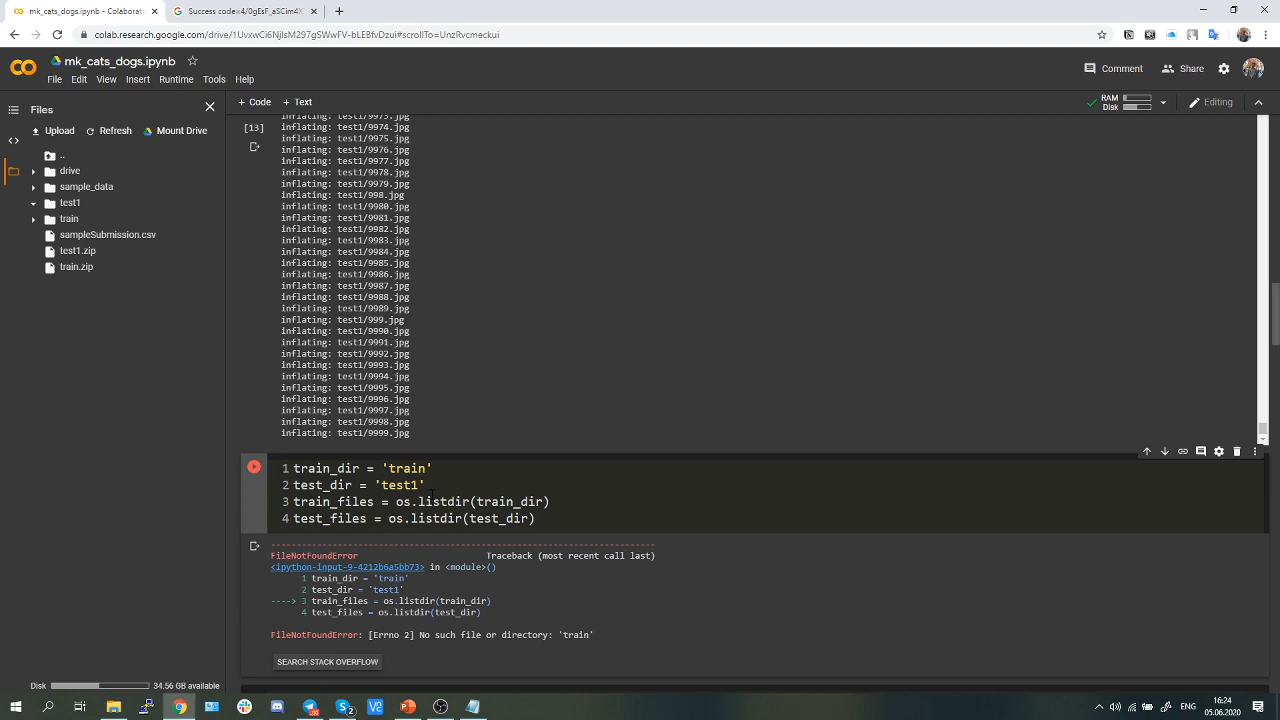 mk_cats_dogs.ipynb - Colaborato
Success code=4/0gEsF_aSCim4X
colab.research.google.com/drive/1UvxwCi6NjlsM297gSWwFV-bLEBfvDzui#scrollTo=UnzRvcmeckui
mk_cats_dogs.ipynb
File Edit View Insert Runtime Tools Help
Comment
Share
Files
+ Code + Text
RAM
Disk
Editing
Upload Refresh Mount Drive
..
drive
sample_data
test1
train
sampleSubmission.csv
test1.zip
train.zip
[13]
inflating: test1/9973.jpg
inflating: test1/9974.jpg
inflating: test1/9975.jpg
inflating: test1/9976.jpg
inflating: test1/9977.jpg
inflating: test1/9978.jpg
inflating: test1/9979.jpg
inflating: test1/998.jpg
inflating: test1/9980.jpg
inflating: test1/9981.jpg
inflating: test1/9982.jpg
inflating: test1/9983.jpg
inflating: test1/9984.jpg
inflating: test1/9985.jpg
inflating: test1/9986.jpg
inflating: test1/9987.jpg
inflating: test1/9988.jpg
inflating: test1/9989.jpg
inflating: test1/999.jpg
inflating: test1/9990.jpg
inflating: test1/9991.jpg
inflating: test1/9992.jpg
inflating: test1/9993.jpg
inflating: test1/9994.jpg
inflating: test1/9995.jpg
inflating: test1/9996.jpg
inflating: test1/9997.jpg
inflating: test1/9998.jpg
inflating: test1/9999.jpg
1 train_dir = 'train'
2 test_dir = 'test1'
3 train_files = os.listdir(train_dir)
4 test_files = os.listdir(test_dir)
---------------------------------------------------------------------------
FileNotFoundError Traceback (most recent call last)
<ipython-input-9-4212b6a5bb73> in <module>()
1 train_dir = 'train'
2 test_dir = 'test1'
----> 3 train_files = os.listdir(train_dir)
4 test_files = os.listdir(test_dir)
FileNotFoundError: [Errno 2] No such file or directory: 'train'
SEARCH STACK OVERFLOW
Disk 34.56 GB available
ENG
16:24
05.06.2020